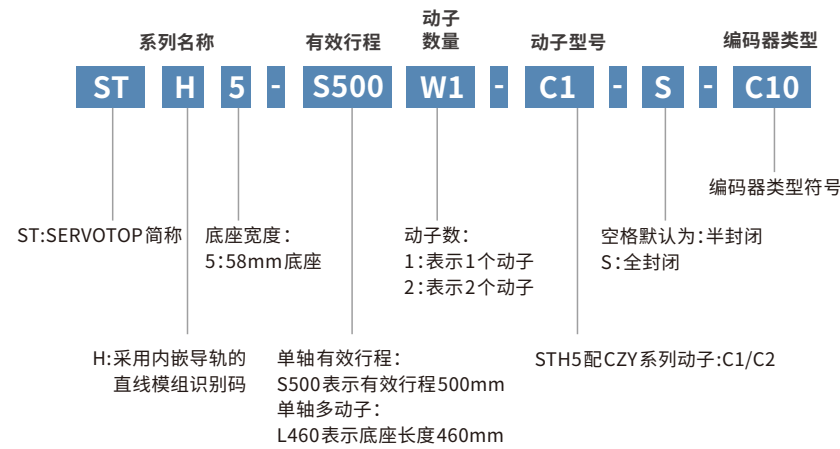 系列名称
有效行程
动子
数量
动子型号
编码器类型
ST H 5 - S500 W1 - C1 - S - C10
编码器类型符号
ST:SERVOTOP简称
底座宽度:
5:58mm底座
动子数:
1:表示1个动子
2:表示2个动子
空格默认为:半封闭
S:全封闭
H:采用内嵌导轨的
直线模组识别码
单轴有效行程:
S500表示有效行程500mm
单轴多动子:
L460表示底座长度460mm
STH5配CZY系列动子:C1/C2